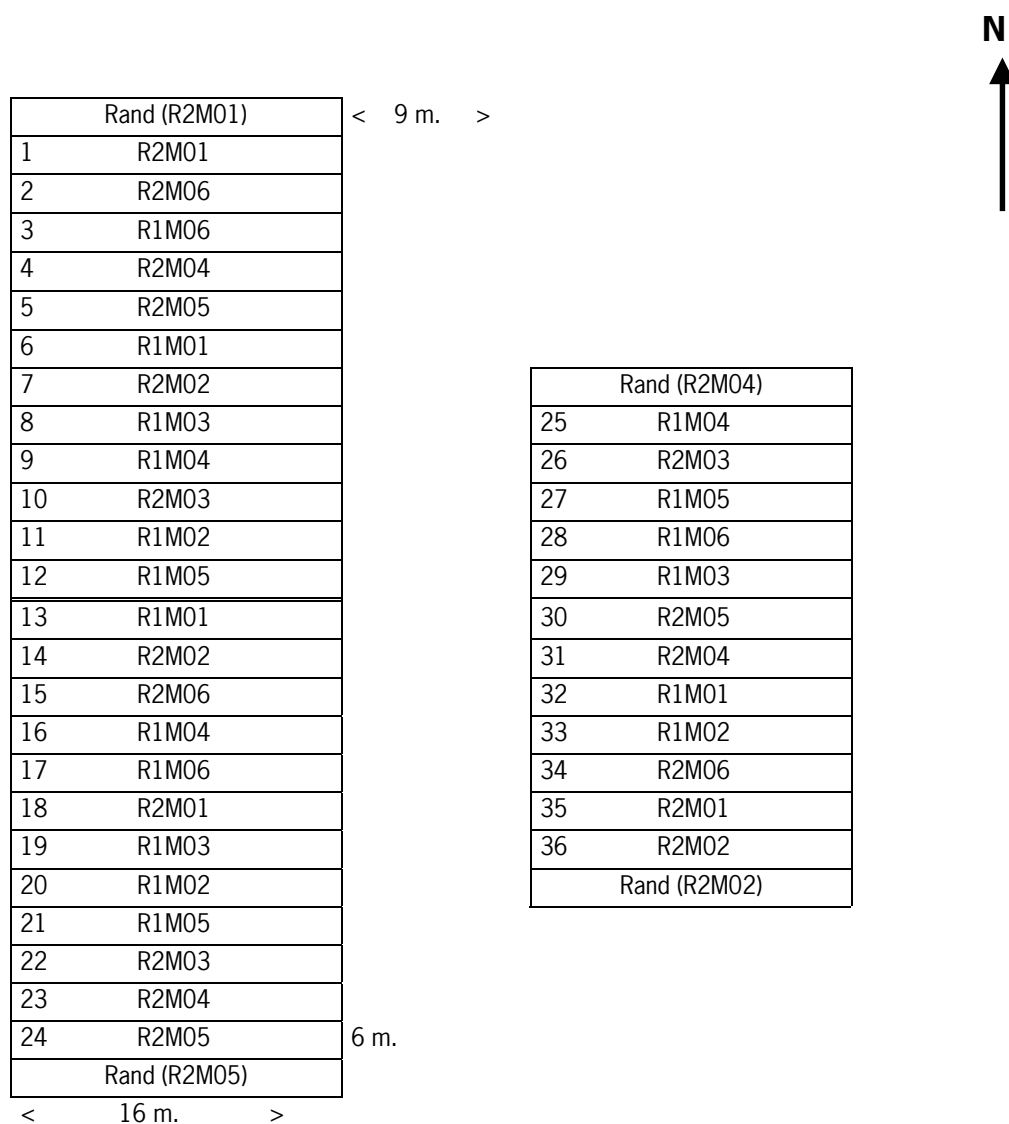 N
Rand (R2M01) < 9 m. >
1 R2M01
2 R2M06
3 R1M06
4 R2M04
5 R2M05
6 R1M01
7 R2M02
8 R1M03
9 R1M04
10 R2M03
11 R1M02
12 R1M05
13 R1M01
14 R2M02
15 R2M06
16 R1M04
17 R1M06
18 R2M01
19 R1M03
20 R1M02
21 R1M05
22 R2M03
23 R2M04
24 R2M05 6 m.
Rand (R2M05)
< 16 m. >
Rand (R2M04)
25 R1M04
26 R2M03
27 R1M05
28 R1M06
29 R1M03
30 R2M05
31 R2M04
32 R1M01
33 R1M02
34 R2M06
35 R2M01
36 R2M02
Rand (R2M02)